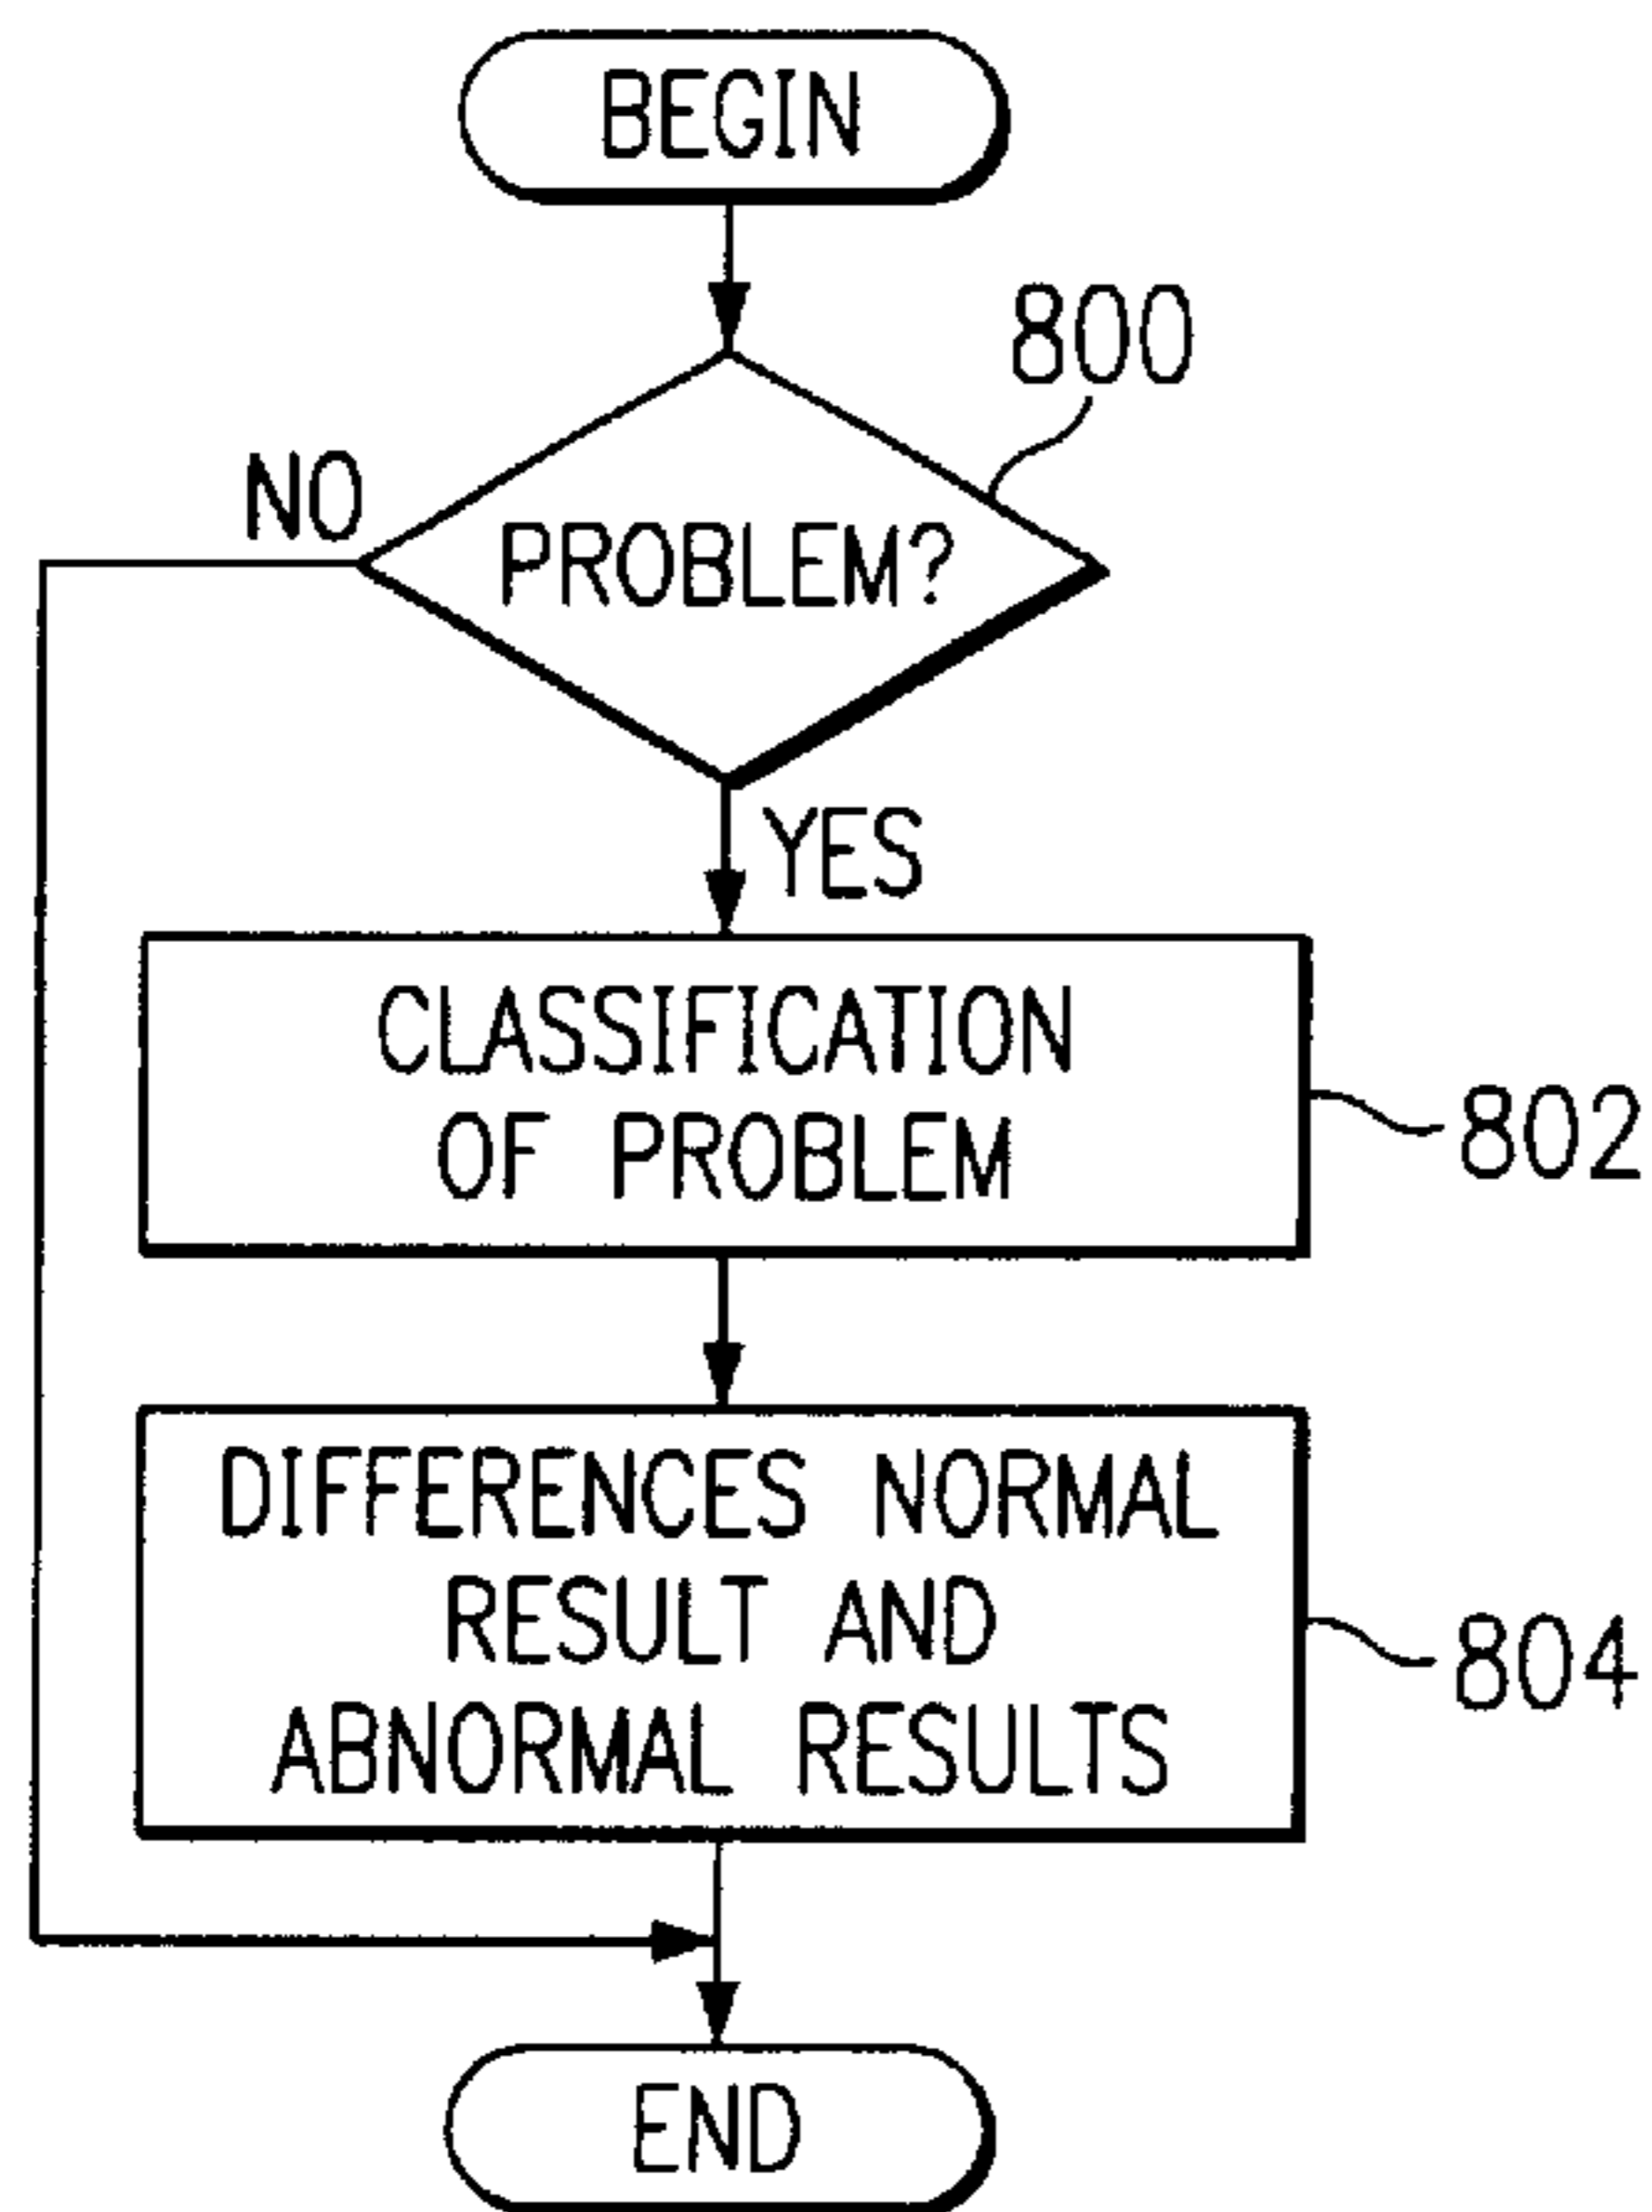 BEGIN
800
NO
PROBLEM?
YES
CLASSIFICATION
OF PROBLEM
802
DIFFERENCES NORMAL
RESULT AND
ABNORMAL RESULTS
804
END